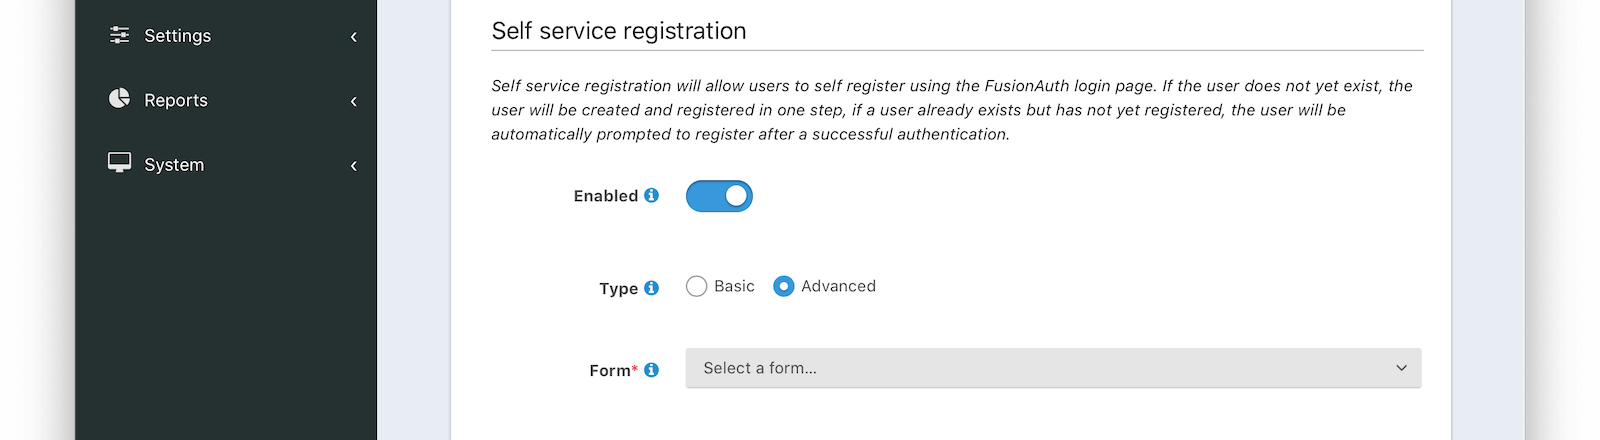 Settings
Reports
System
Self service registration
Self service registration will allow users to self register using the FusionAuth login page. If the user does not yet exist, the
user will be created and registered in one step, if a user already exists but has not yet registered, the user will be
automatically prompted to register after a successful authentication.
Enabled
Type Basic Advanced
Form* Select a form...